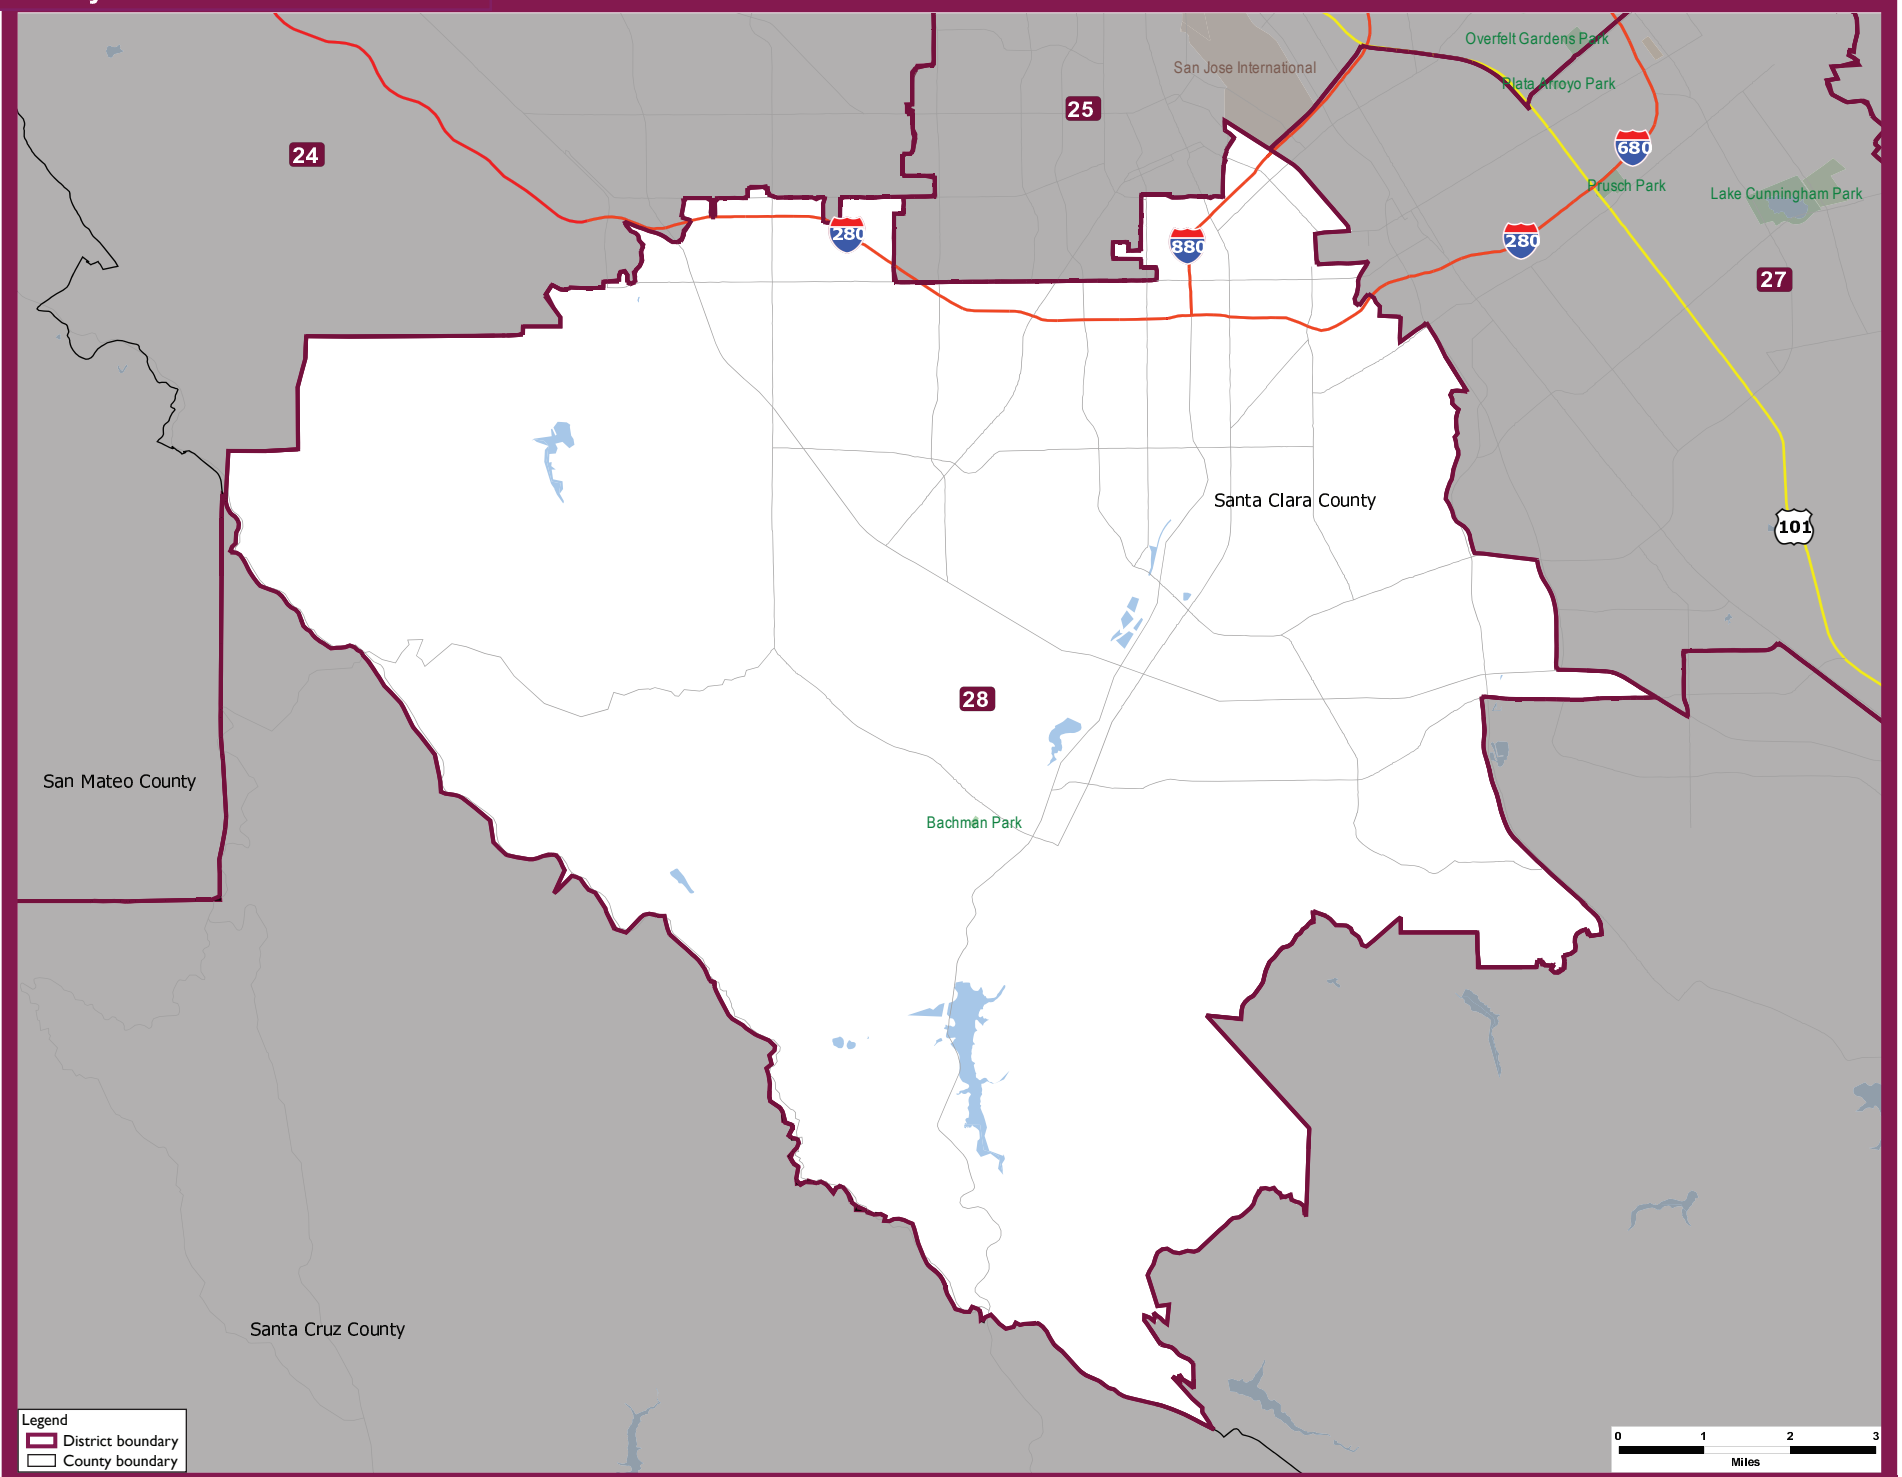 Overfelt Gardens Park
San Jose International
Plata Arroyo Park
25
24
680
Prusch Park
Lake Cunningham Park
280
880
280
27
Santa Clara County
101
28
San Mateo County
Bachman Park
Santa Cruz County
Legend
District boundary
County boundary
0 1 2 3
Miles